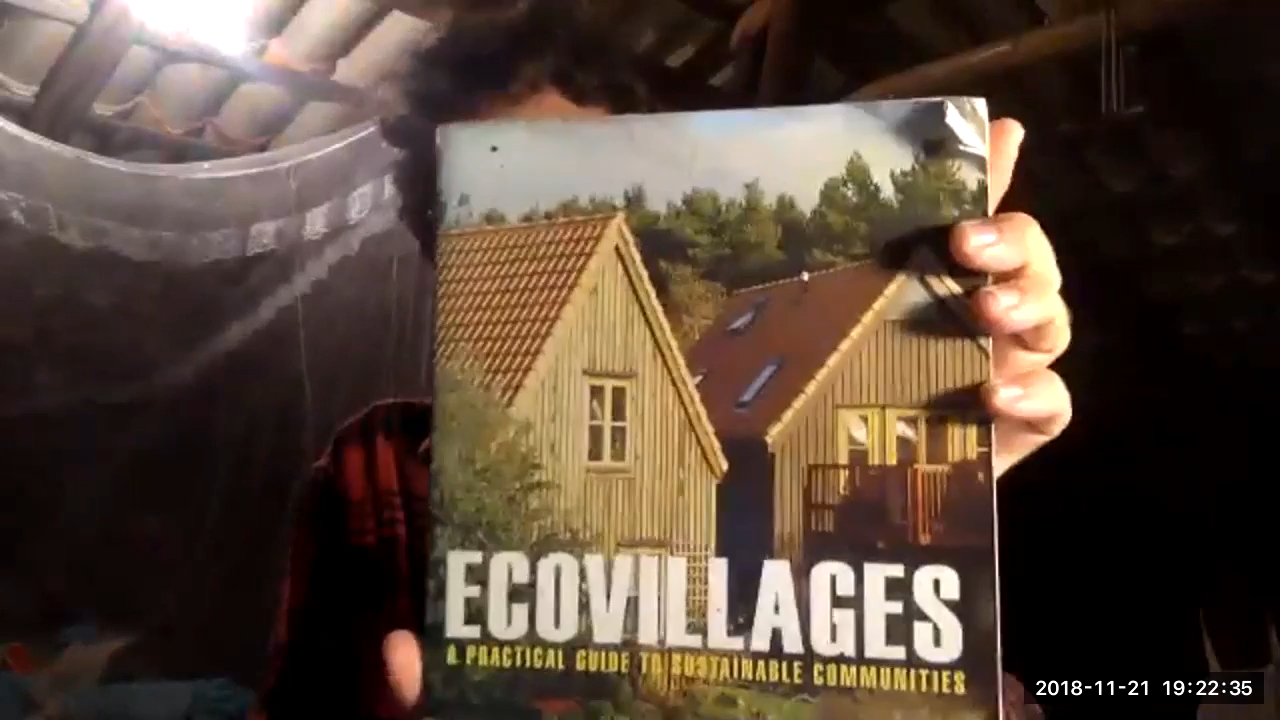 ECOVILLAGES
A PRACTICAL GUIDE TO SUSTAINABLE COMMUNITIES
2018-11-21 19:22:35